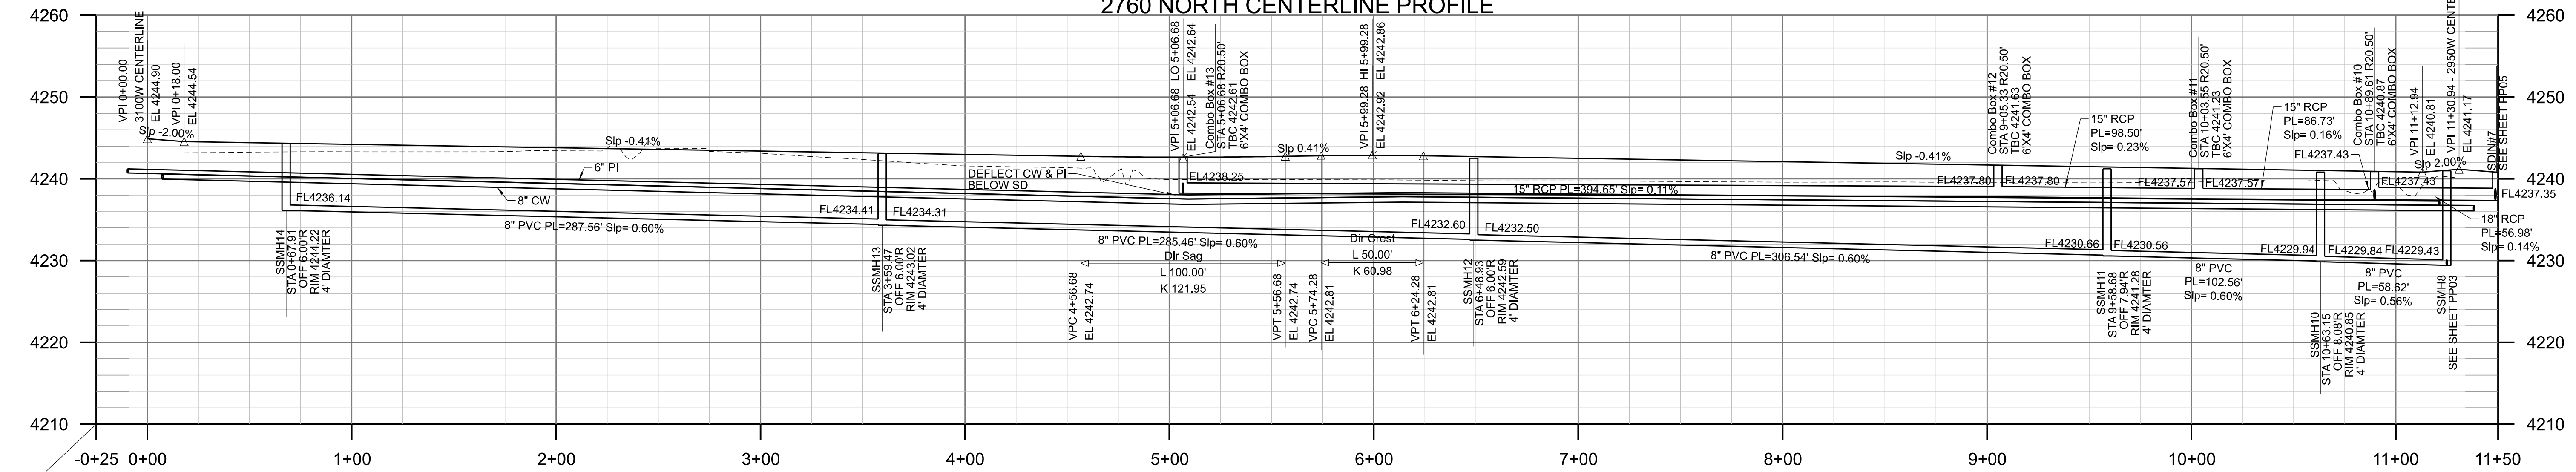 2760 NORTH CENTERLINE PROFILE
4260
4250
4240
4230
4220
4210
4260
4250
4240
4230
4220
4210
VPI 0+00.00
3100W CENTERLINE
EL 4244.90
VPI 0+18.00
EL 4244.54
Slp -2.00%
Slp -0.41%
6" PI
8" CW
SSMH14
STA 0+67.91
OFF 6.00'R
RIM 4244.22
4' DIAMETER
FL4236.14
8" PVC PL=287.56' Slp= 0.60%
FL4234.41
FL4234.31
SSMH13
STA 3+59.47
OFF 6.00'R
RIM 4243.02
4' DIAMTER
DEFLECT CW & PI
BELOW SD
8" PVC PL=285.46' Slp= 0.60%
Dir Sag
L 100.00'
K 121.95
VPC 4+56.68
EL 4242.74
VPI 5+06.68 LO 5+06.68
EL 4242.54 EL 4242.64
Combo Box #13
STA 5+06.68 R20.50'
TBC 4242.61
6'X4' COMBO BOX
FL4238.25
Slp 0.41%
VPT 5+56.68
EL 4242.74
VPC 5+74.28
EL 4242.81
VPI 5+99.28 HI 5+99.28
EL 4242.92 EL 4242.86
Dir Crest
L 50.00'
K 60.98
VPT 6+24.28
EL 4242.81
FL4232.60
FL4232.50
SSMH12
STA 6+48.93
OFF 6.00'R
RIM 4242.59
4' DIAMTER
15" RCP PL=394.65' Slp= 0.11%
8" PVC PL=306.54' Slp= 0.60%
Slp -0.41%
Combo Box #12
STA 9+05.33 R20.50'
TBC 4241.63
6'X4' COMBO BOX
FL4237.80
FL4237.80
15" RCP
PL=98.50'
Slp= 0.23%
FL4230.66
FL4230.56
SSMH11
STA 9+58.68
OFF 7.94'R
RIM 4241.28
4' DIAMTER
Combo Box #11
STA 10+03.55 R20.50'
TBC 4241.23
6'X4' COMBO BOX
FL4237.57
FL4237.57
8" PVC
PL=102.56'
Slp= 0.60%
15" RCP
PL=86.73'
Slp= 0.16%
FL4237.43
Combo Box #10
STA 10+89.61 R20.50'
TBC 4240.87
6'X4' COMBO BOX
FL4237.43
FL4229.94
FL4229.84
FL4229.43
SSMH10
STA 10+63.15
OFF 8.08'R
RIM 4240.85
4' DIAMTER
8" PVC
PL=58.62'
Slp= 0.56%
VPI 11+12.94
EL 4240.81
Slp 2.00%
VPI 11+30.94 - 2950W CENTE
EL 4241.17
SSMH8
SEE SHEET PP03
SDIN#7
SEE SHEET PP05
FL4237.35
18" RCP
PL=56.98'
Slp= 0.14%
-0+25 0+00 1+00 2+00 3+00 4+00 5+00 6+00 7+00 8+00 9+00 10+00 11+00 11+50